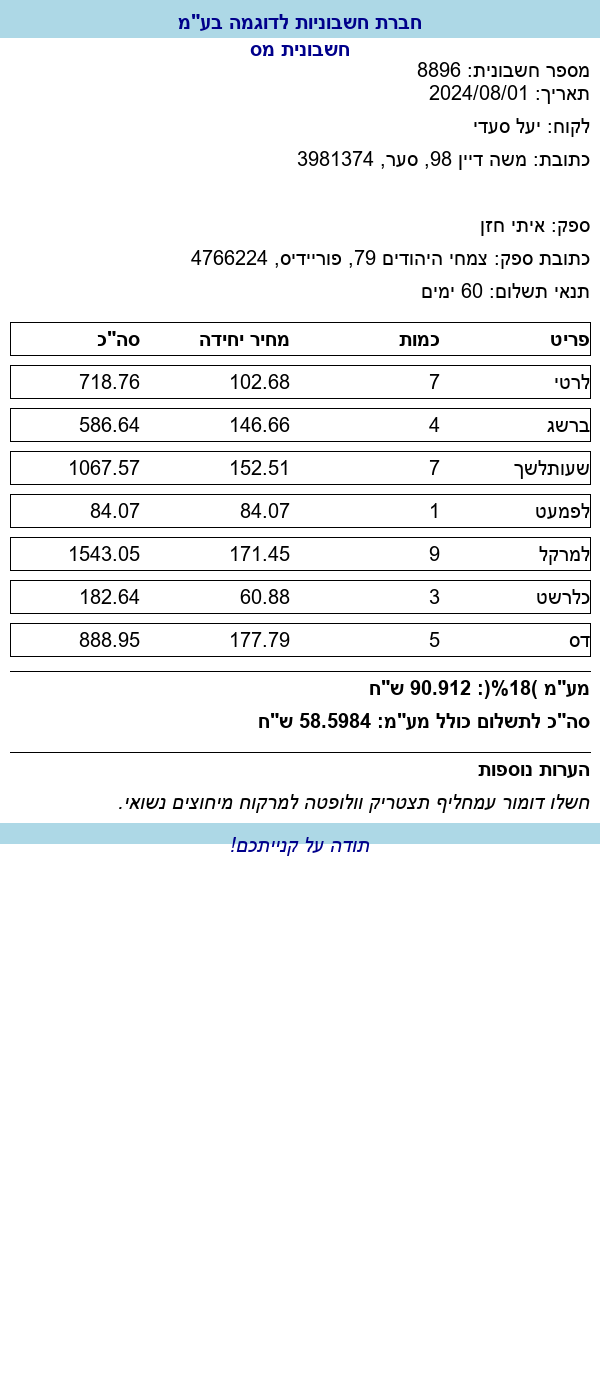 חברת חשבוניות לדוגמה בע"מ
חשבונית מס
מספר חשבונית: 8896
תאריך: 2024/08/01
לקוח: יעל סעדי
כתובת: משה דיין 98, סער, 3981374
ספק: איתי חזן
כתובת ספק: צמחי היהודים 79, פוריידיס, 4766224
תנאי תשלום: 60 ימים
פריט כמות מחיר יחידה סה"כ
לרטי 7 102.68 718.76
ברשג 4 146.66 586.64
שעותלשך 7 152.51 1067.57
לפמעט 1 84.07 84.07
למרקל 9 171.45 1543.05
כלרשט 3 60.88 182.64
דס 5 177.79 888.95
מע"מ )18%(: 90.912 ש"ח
סה"כ לתשלום כולל מע"מ: 58.5984 ש"ח
הערות נוספות
חשלו דומור עמחליף תצטריק וולופטה למרקוח מיחוצים נשואי.
תודה על קנייתכם!